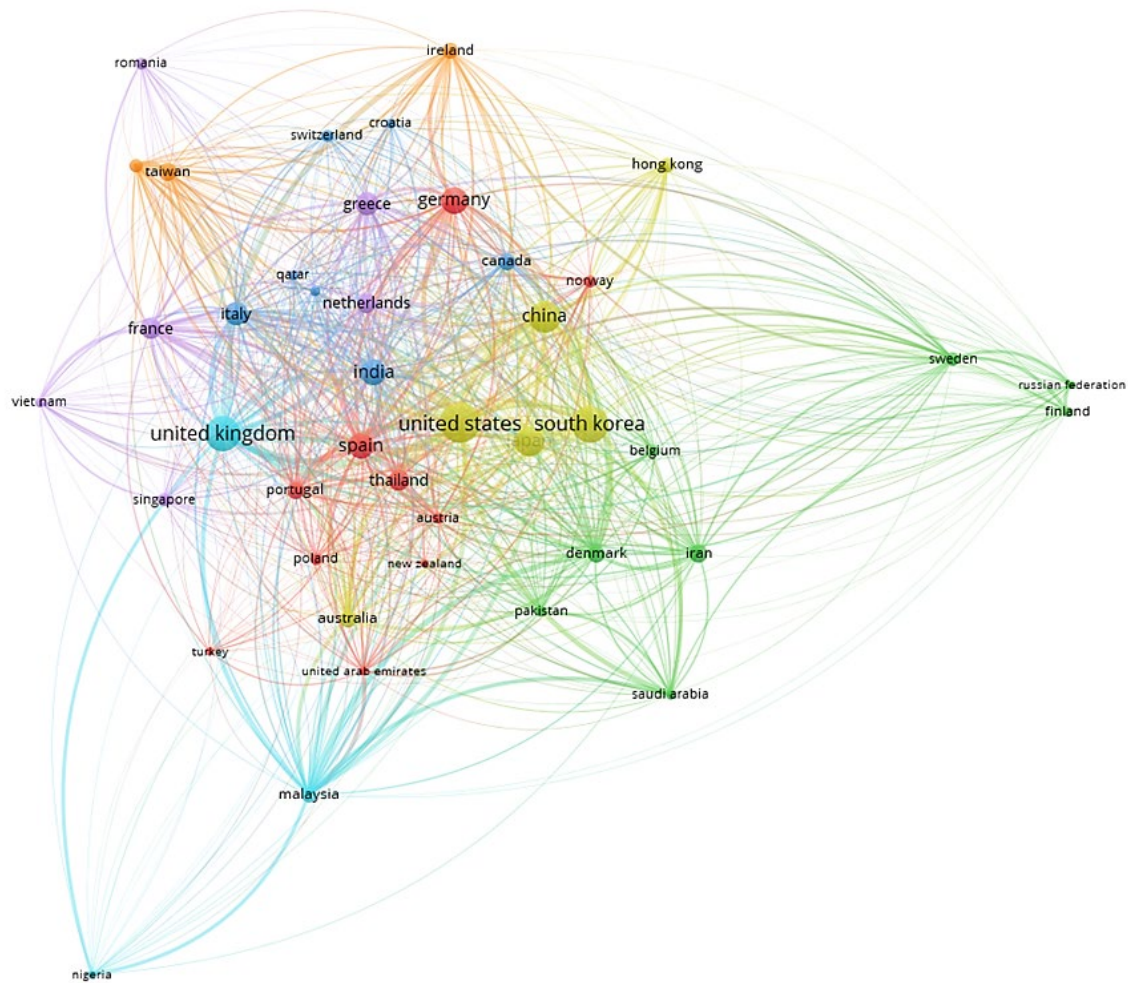 ireland
romania
croatia
switzerland
hong kong
taiwan
germany
greece
canada
qatar
norway
netherlands
italy
china
france
sweden
india
russian federation
viet nam
finland
united states
south korea
united kingdom
japan
spain
belgium
thailand
portugal
singapore
austria
denmark
iran
poland
new zealand
pakistan
australia
turkey
united arab emirates
saudi arabia
malaysia
nigeria